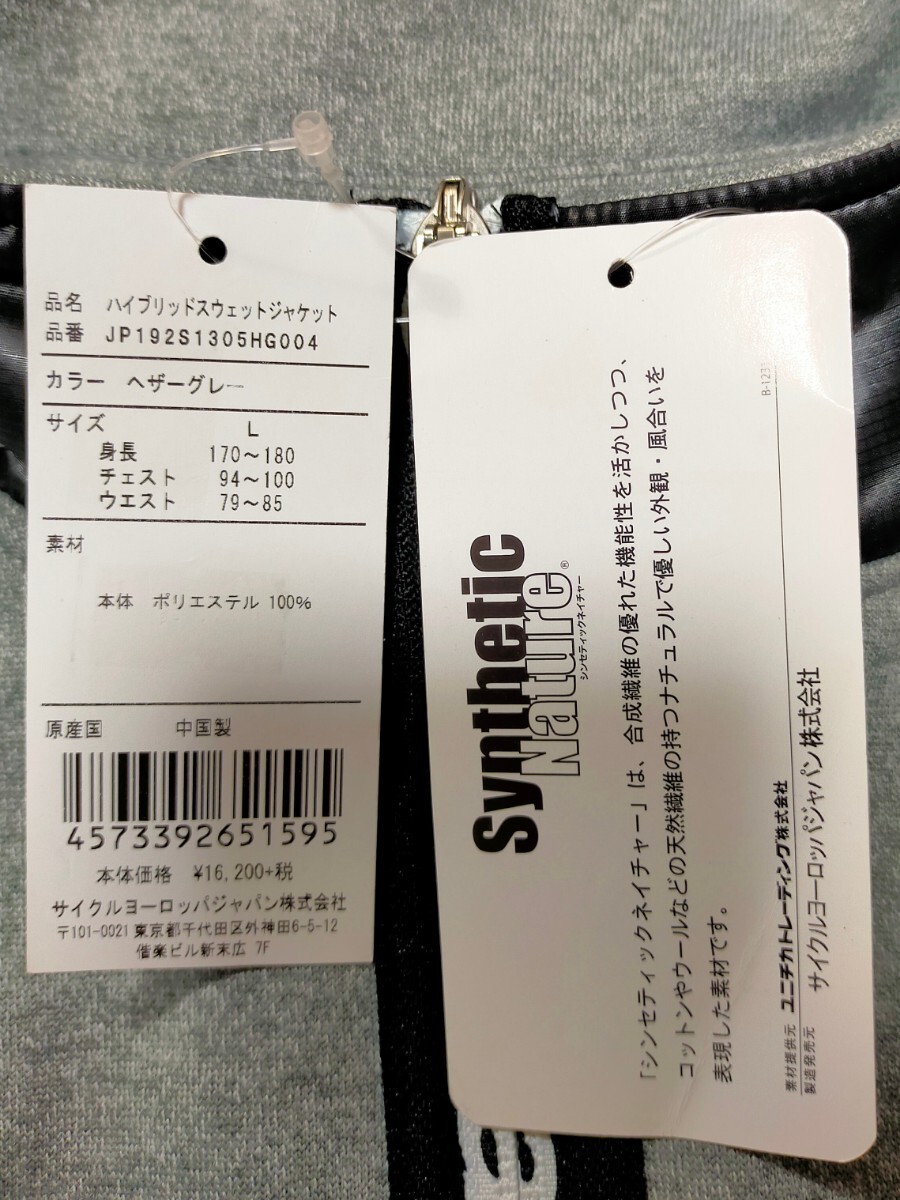 品名 ハイブリッドスウェットジャケット
品番 JP192S1305HG004
カラー ヘザーグレー
サイズ L
身長 170～180
チェスト 94～100
ウエスト 79～85
素材
本体 ポリエステル 100%
原産国 中国製
4573392651595
本体価格 ¥16,200+税
サイクルヨーロッパジャパン株式会社
〒101-0021 東京都千代田区外神田6-5-12
偕楽ビル新末広 7F
Synthetic
Nature®
シンセティックネイチャー
「シンセティックネイチャー」は、合成繊維の優れた機能性を活かしつつ、
コットンやウールなどの天然繊維の持つナチュラルで優しい外観・風合いを
表現した素材です。
素材提供元 ユニチカトレーディング株式会社
製造発売元 サイクルヨーロッパジャパン株式会社